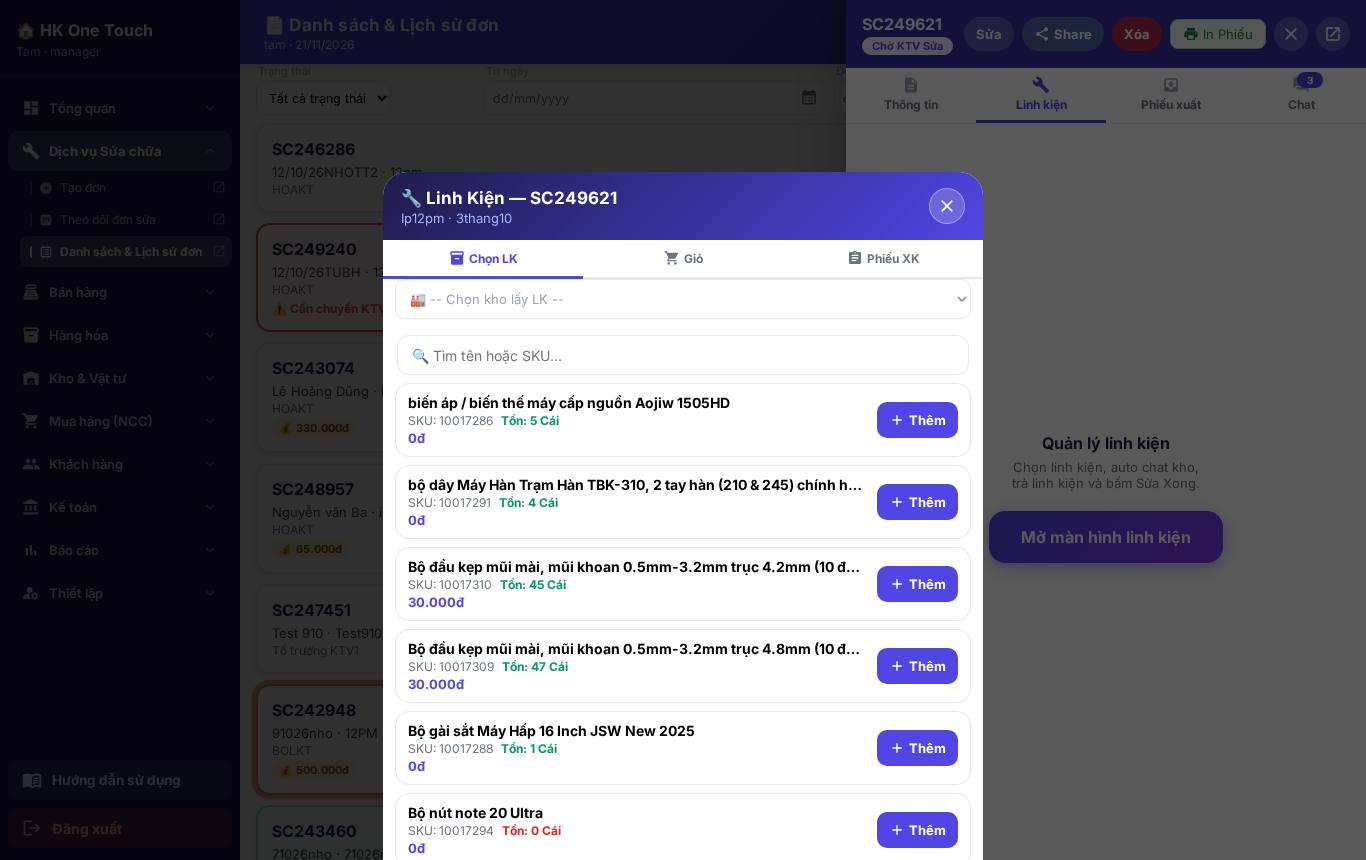 HK One Touch
Tam · manager
Tổng quan
Dịch vụ Sửa chữa
Tạo đơn
Theo dõi đơn sửa
Danh sách & Lịch sử đơn
Bán hàng
Hàng hóa
Kho & Vật tư
Mua hàng (NCC)
Khách hàng
Kế toán
Báo cáo
Thiết lập
Hướng dẫn sử dụng
Đăng xuất
Danh sách & Lịch sử đơn
tam · 21/11/2026
Trạng thái
Từ ngày
Tất cả trạng thái
dd/mm/yyyy
SC246286
12/10/26NHOTT2 · 12pm
HOAKT
SC249240
12/10/26TUBH · 12
HOAKT
⚠️ Cần chuyển KTV
SC243074
Lê Hoàng Dũng ·
HOAKT
💰 330.000đ
SC248957
Nguyễn văn Ba ·
HOAKT
💰 65.000đ
SC247451
Test 910 · Test910
Tổ trưởng KTV1
SC242948
91026nho · 12PM
BOLKT
💰 500.000đ
SC243460
71026nho · 71026n
SC249621
Chờ KTV Sửa
Sửa
Share
Xóa
In Phiếu
Thông tin
Linh kiện
Phiếu xuất
3
Chat
Quản lý linh kiện
Chọn linh kiện, auto chat kho,
trả linh kiện và bấm Sửa Xong.
Mở màn hình linh kiện
🔧 Linh Kiện — SC249621
Ip12pm · 3thang10
Chọn LK
Giỏ
Phiếu XK
🏭 -- Chọn kho lấy LK --
🔍 Tìm tên hoặc SKU...
biến áp / biến thế máy cấp nguồn Aojiw 1505HD
SKU: 10017286 Tồn: 5 Cái
0đ
+ Thêm
bộ dây Máy Hàn Trạm Hàn TBK-310, 2 tay hàn (210 & 245) chính h...
SKU: 10017291 Tồn: 4 Cái
0đ
+ Thêm
Bộ đầu kẹp mũi mài, mũi khoan 0.5mm-3.2mm trục 4.2mm (10 đ...
SKU: 10017310 Tồn: 45 Cái
30.000đ
+ Thêm
Bộ đầu kẹp mũi mài, mũi khoan 0.5mm-3.2mm trục 4.8mm (10 đ...
SKU: 10017309 Tồn: 47 Cái
30.000đ
+ Thêm
Bộ gài sắt Máy Hấp 16 Inch JSW New 2025
SKU: 10017288 Tồn: 1 Cái
0đ
+ Thêm
Bộ nút note 20 Ultra
SKU: 10017294 Tồn: 0 Cái
0đ
+ Thêm